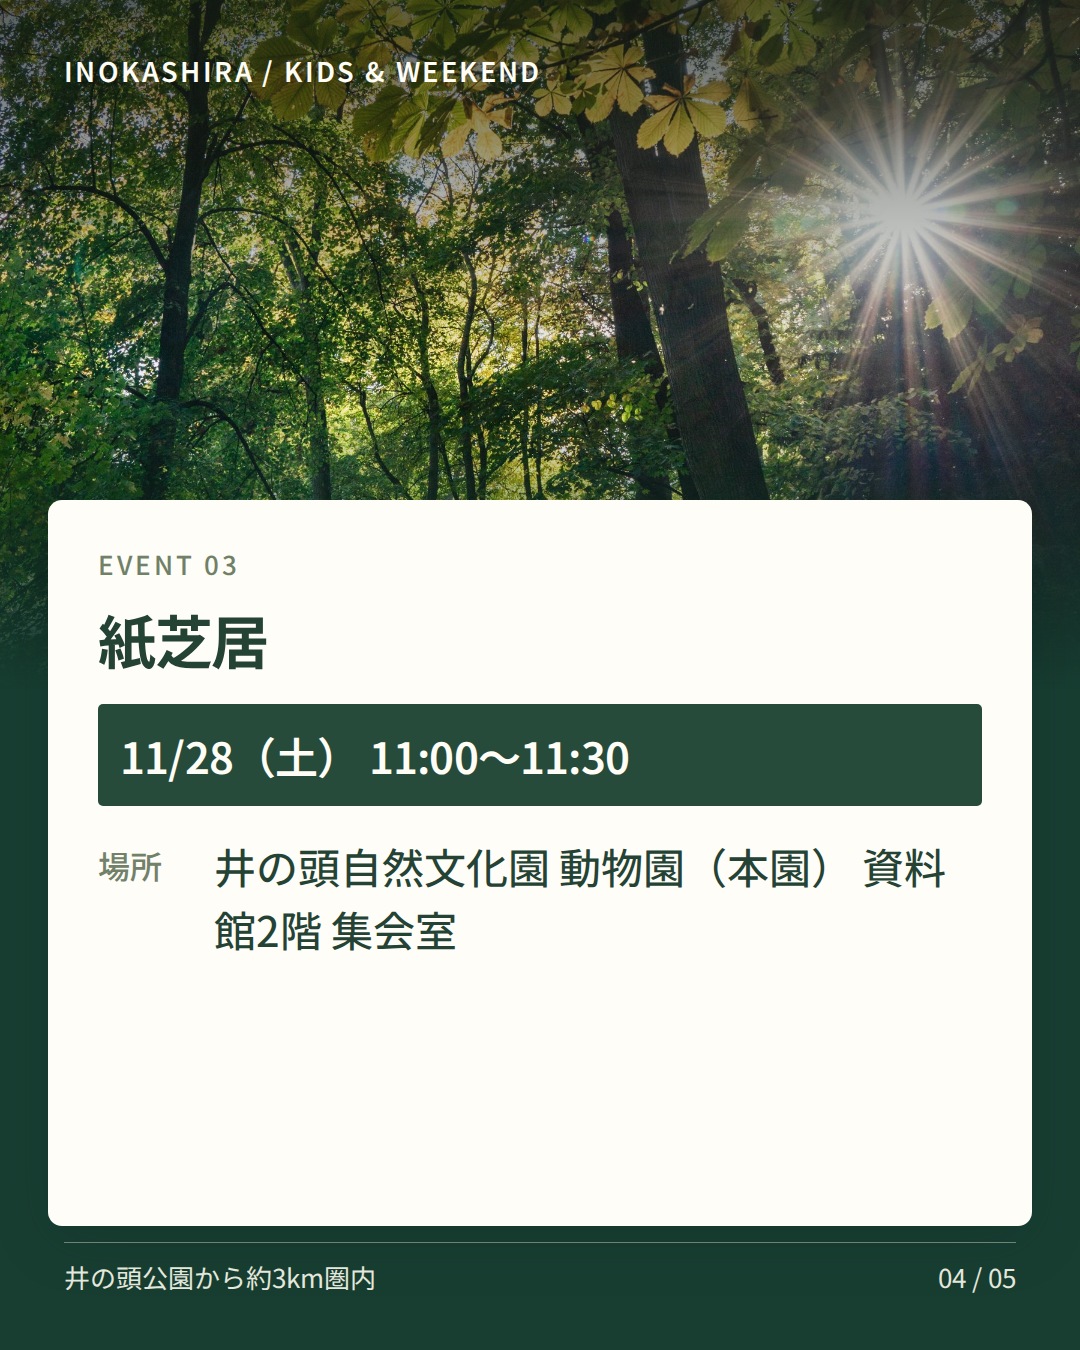 INOKASHIRA / KIDS & WEEKEND
EVENT 03
紙芝居
11/28（土） 11:00〜11:30
場所 井の頭自然文化園 動物園（本園） 資料
館2階 集会室
井の頭公園から約3km圏内 04 / 05